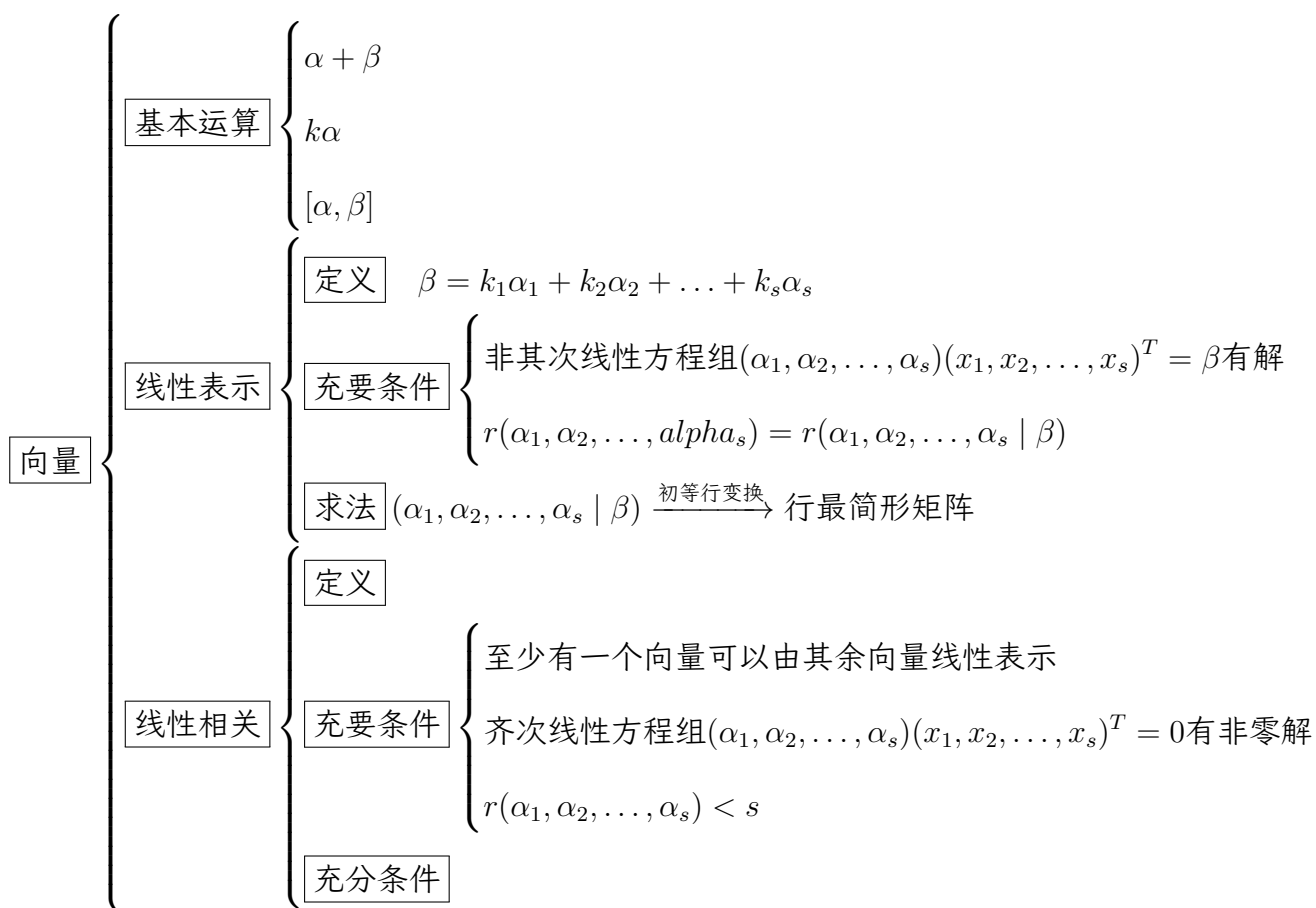 向量
基本运算
α + β
kα
[α, β]
线性表示
定义 β = k₁α₁ + k₂α₂ + . . . + kₛαₛ
充要条件
非其次线性方程组(α₁, α₂, . . . , αₛ)(x₁, x₂, . . . , xₛ)ᵀ = β有解
r(α₁, α₂, . . . , alphaₛ) = r(α₁, α₂, . . . , αₛ | β)
求法 (α₁, α₂, . . . , αₛ | β) 初等行变换→ 行最简形矩阵
线性相关
定义
充要条件
至少有一个向量可以由其余向量线性表示
齐次线性方程组(α₁, α₂, . . . , αₛ)(x₁, x₂, . . . , xₛ)ᵀ = 0有非零解
r(α₁, α₂, . . . , αₛ) < s
充分条件